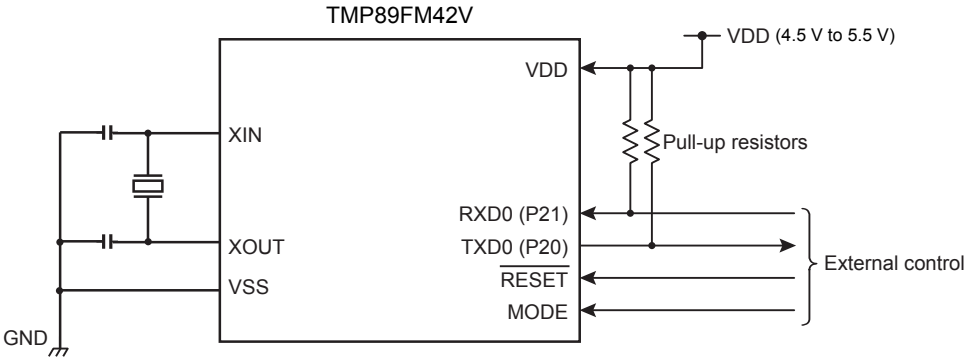 TMP89FM42V
VDD (4.5 V to 5.5 V)
VDD
XIN
Pull-up resistors
RXD0 (P21)
XOUT
TXD0 (P20)
External control
RESET
VSS
MODE
GND